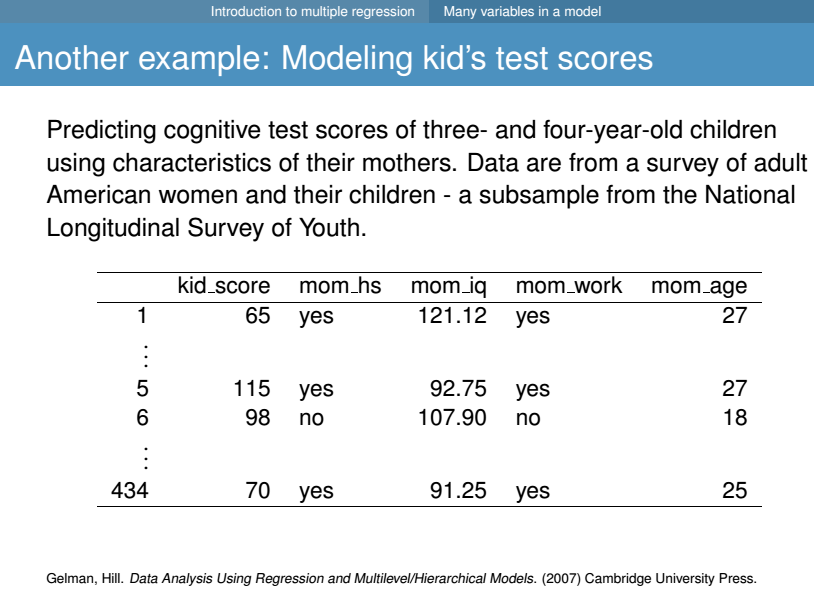 Introduction to multiple regression Many variables in a model
Another example: Modeling kid's test scores
Predicting cognitive test scores of three- and four-year-old children
using characteristics of their mothers. Data are from a survey of adult
American women and their children - a subsample from the National
Longitudinal Survey of Youth.
kid_score mom_hs mom_iq mom_work mom_age
1 65 yes 121.12 yes 27
⋮
5 115 yes 92.75 yes 27
6 98 no 107.90 no 18
⋮
434 70 yes 91.25 yes 25
Gelman, Hill. Data Analysis Using Regression and Multilevel/Hierarchical Models. (2007) Cambridge University Press.